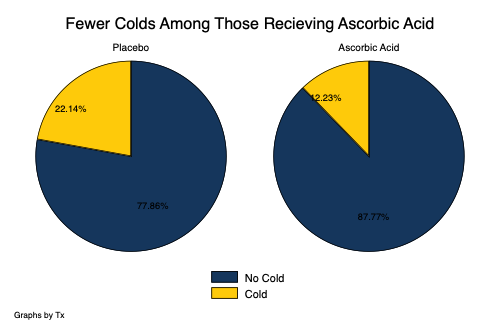 Fewer Colds Among Those Recieving Ascorbic Acid
Placebo
Ascorbic Acid
22.14%
77.86%
12.23%
87.77%
No Cold
Cold
Graphs by Tx